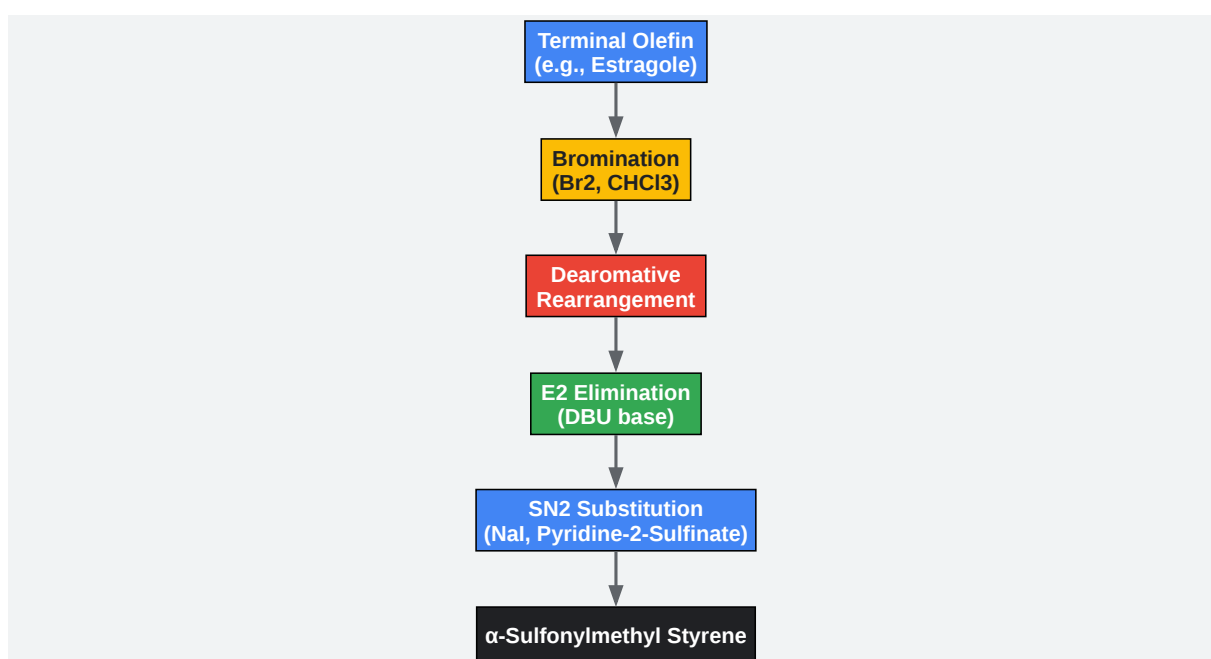 Terminal Olefin
(e.g., Estragole)
Bromination
(Br2, CHCl3)
Dearomative
Rearrangement
E2 Elimination
(DBU base)
SN2 Substitution
(NaI, Pyridine-2-Sulfinate)
α-Sulfonylmethyl Styrene